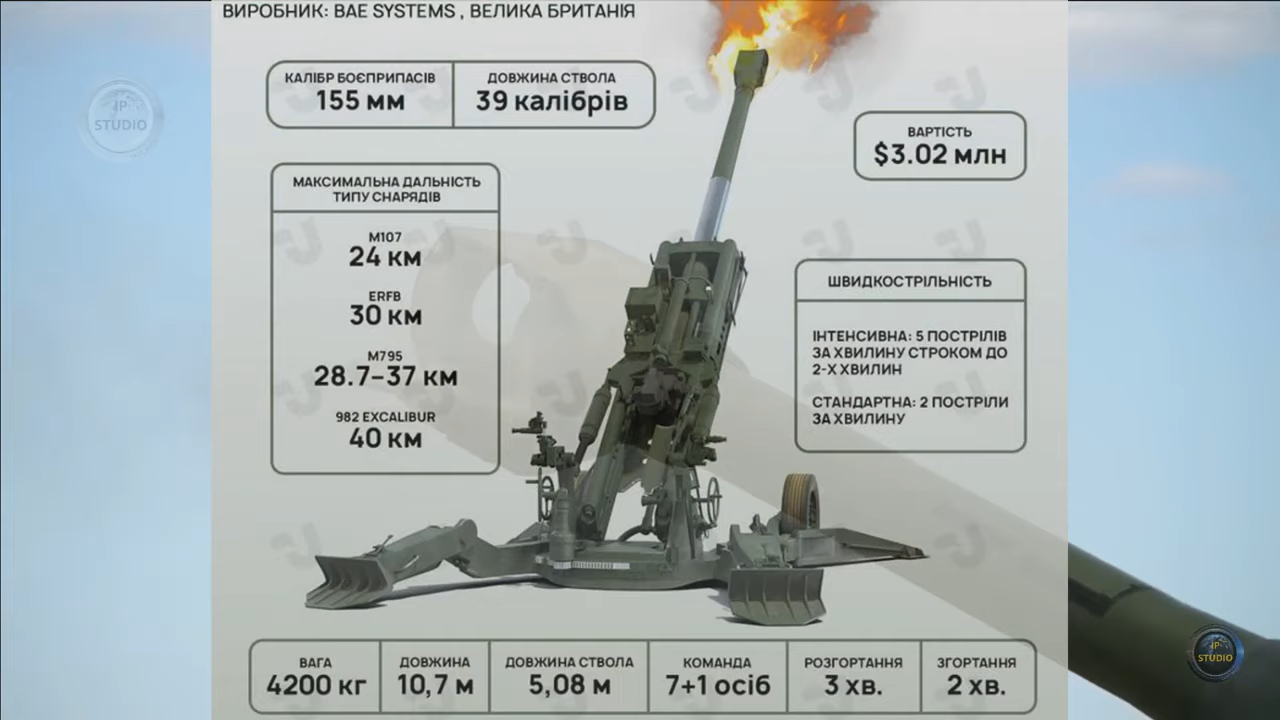 ВИРОБНИК: BAE SYSTEMS , ВЕЛИКА БРИТАНІЯ
КАЛІБР БОЄПРИПАСІВ
155 мм
ДОВЖИНА СТВОЛА
39 калібрів
ВАРТІСТЬ
$3.02 млн
МАКСИМАЛЬНА ДАЛЬНІСТЬ
ТИПУ СНАРЯДІВ
M107
24 км
ERFB
30 км
M795
28.7–37 км
982 EXCALIBUR
40 км
ШВИДКОСТРІЛЬНІСТЬ
ІНТЕНСИВНА: 5 ПОСТРІЛІВ
ЗА ХВИЛИНУ СТРОКОМ ДО
2-Х ХВИЛИН
СТАНДАРТНА: 2 ПОСТРІЛИ
ЗА ХВИЛИНУ
ВАГА
4200 кг
ДОВЖИНА
10,7 м
ДОВЖИНА СТВОЛА
5,08 м
КОМАНДА
7+1 осіб
РОЗГОРТАННЯ
3 хв.
ЗГОРТАННЯ
2 хв.
JP
STUDIO
JP
STUDIO